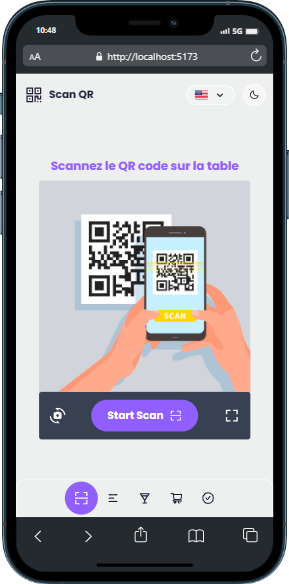 10:48
5G
AA
http://localhost:5173
Scan QR
Scannez le QR code sur la table
SCAN
Start Scan